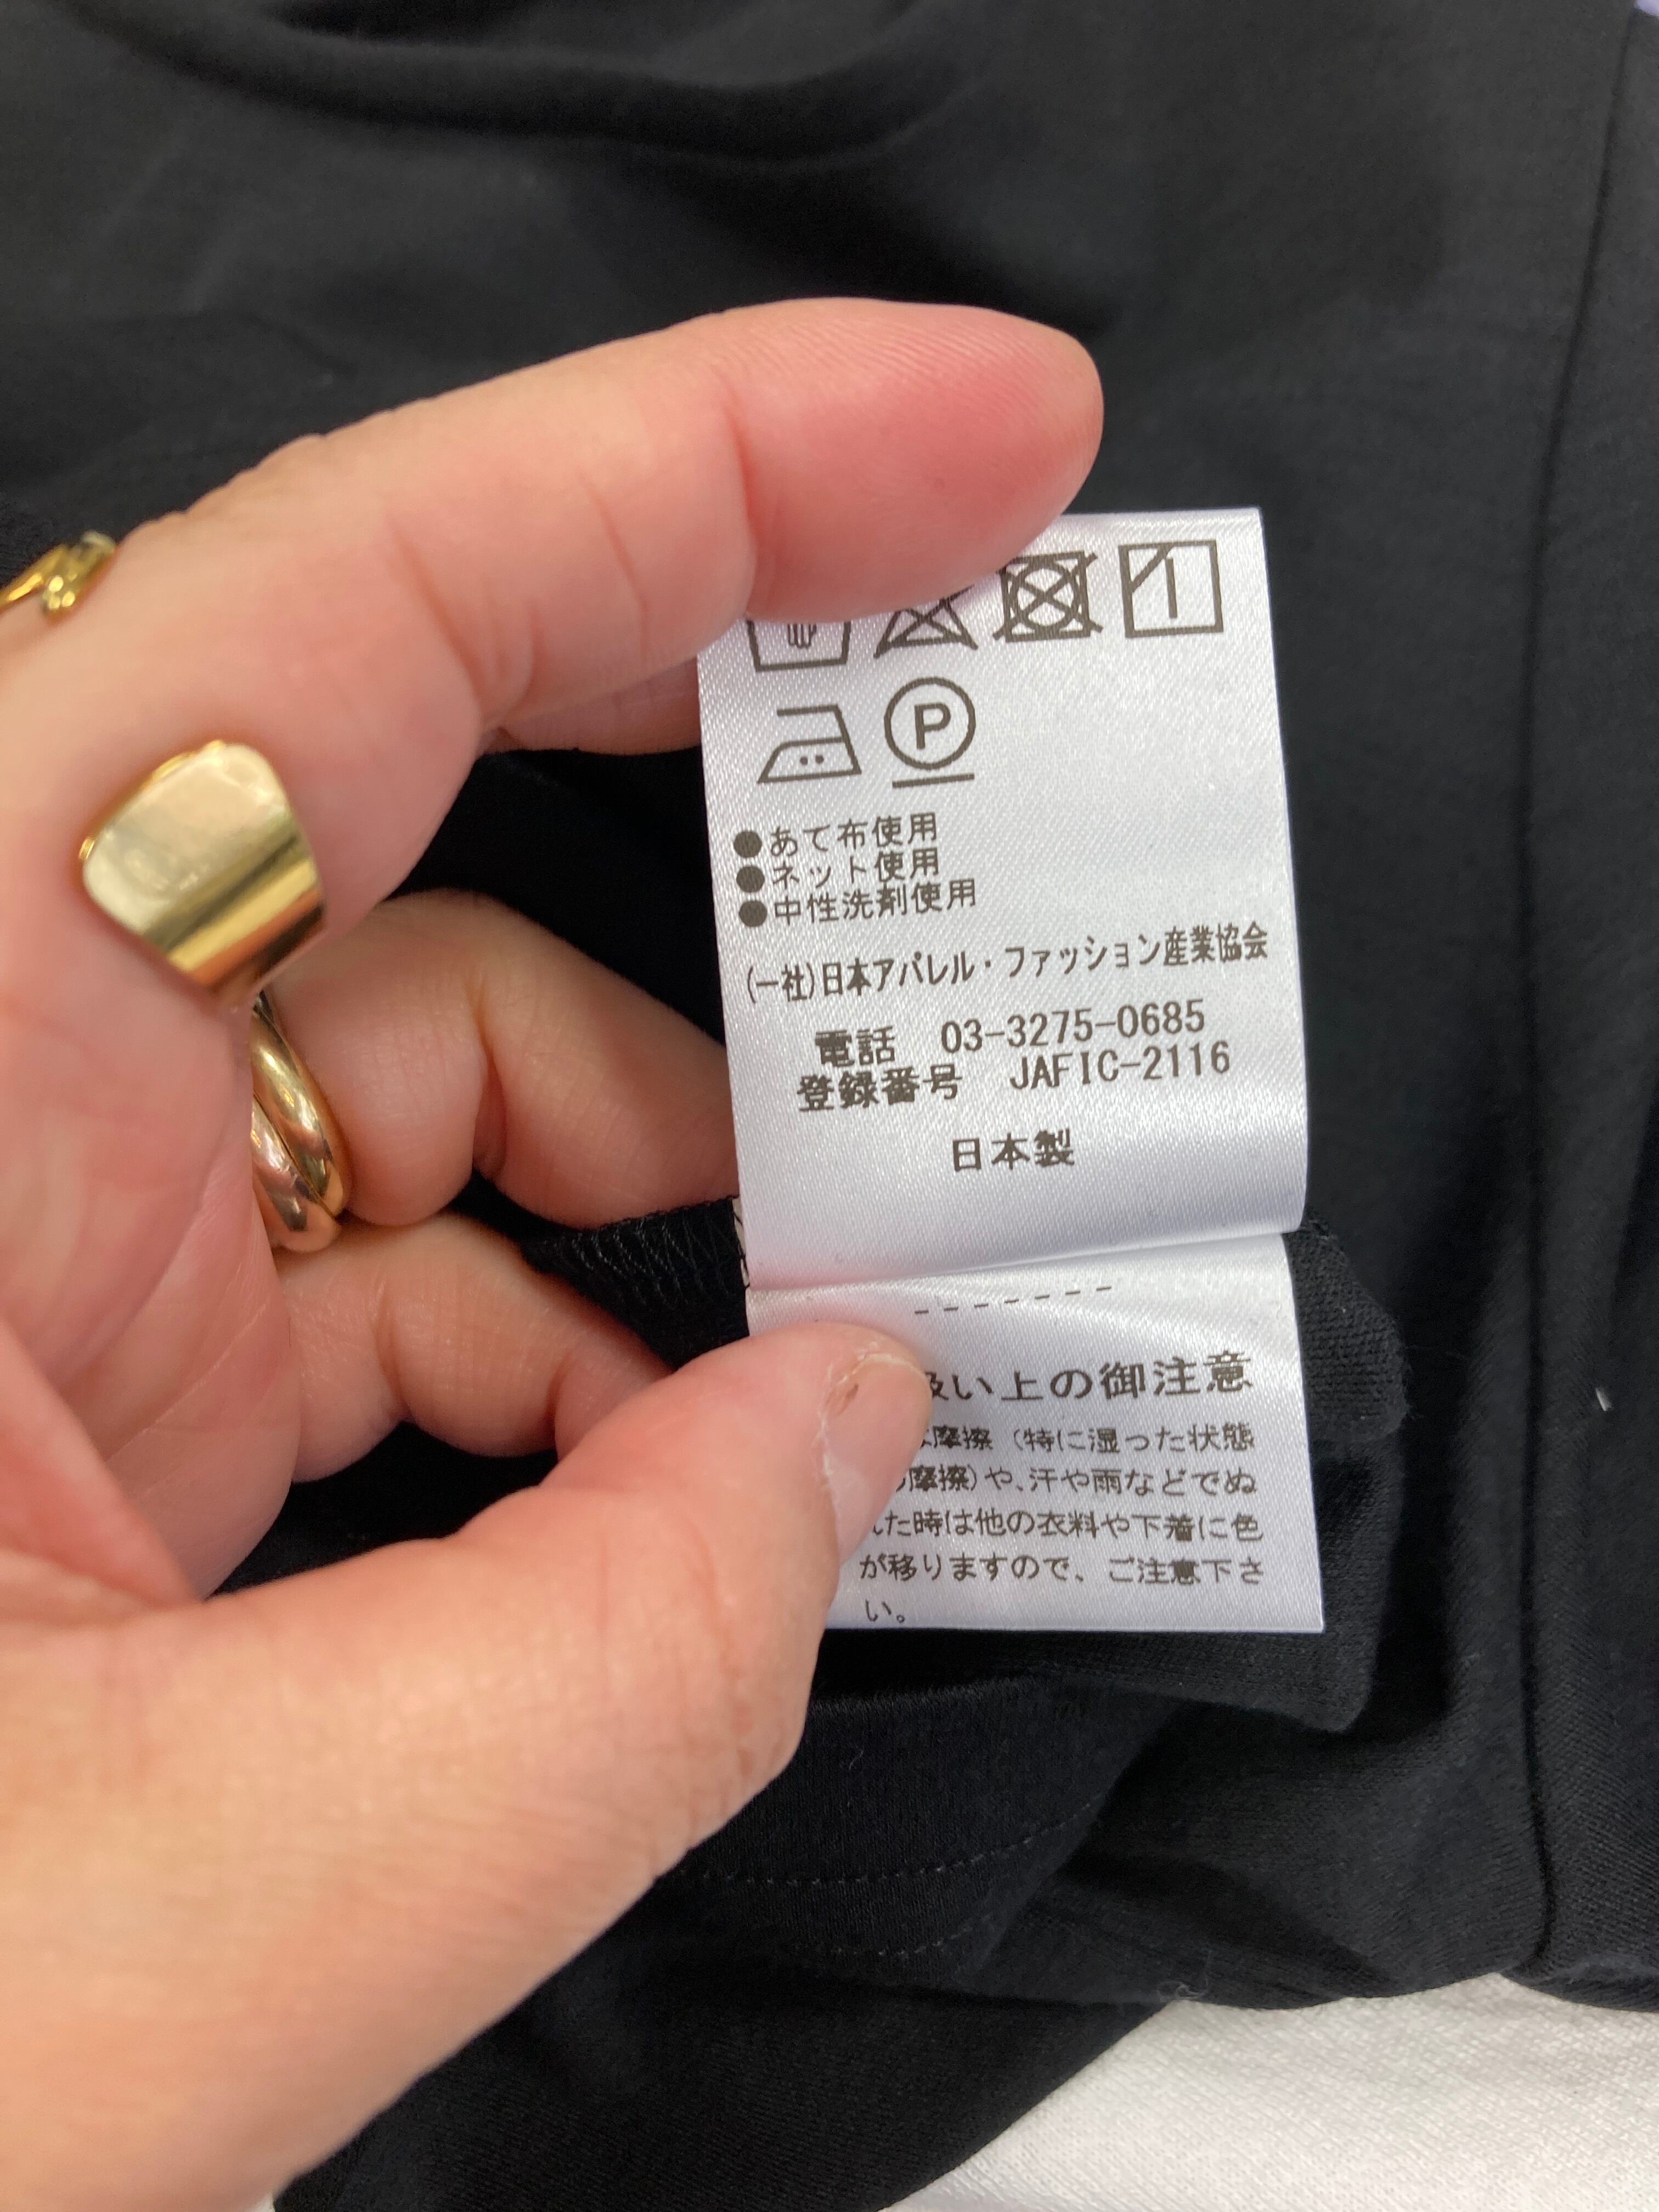 P
●あて布使用
●ネット使用
●中性洗剤使用
(一社)日本アパレル・ファッション産業協会
電話 03-3275-0685
登録番号 JAFIC-2116
日本製
い上の御注意
摩擦（特に湿った状態
摩擦）や、汗や雨などでぬ
た時は他の衣料や下着に色
が移りますので、ご注意下さ
い。